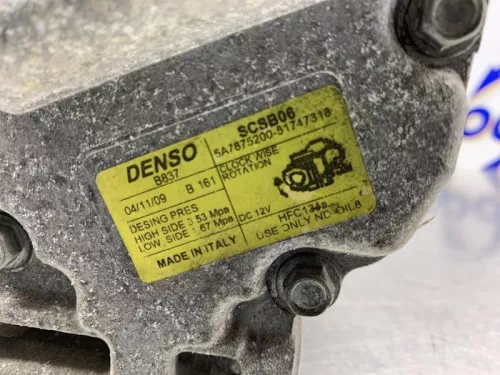 DENSO
B837
04/11/09 B 161
DESING PRES
HIGH SIDE 3.53 Mpa
LOW SIDE 1.67 Mpa
MADE IN ITALY
SCSB06
5A7875200-51747318
CLOCK WISE
ROTATION
DC 12V
USE ONLY ND-OIL8